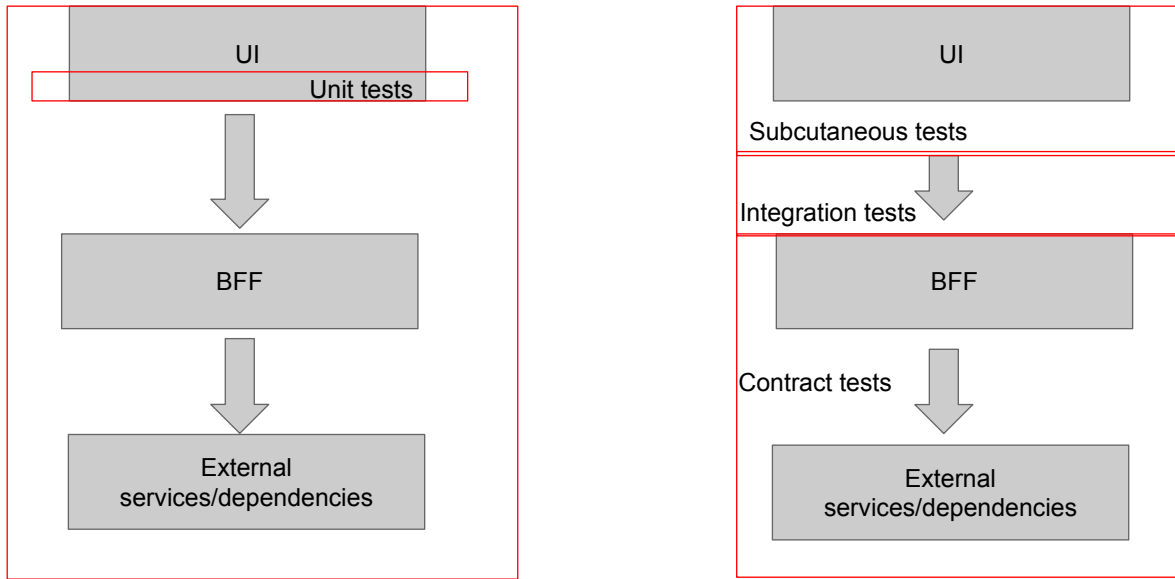 UI
Unit tests
BFF
External
services/dependencies
UI
Subcutaneous tests
Integration tests
BFF
Contract tests
External
services/dependencies